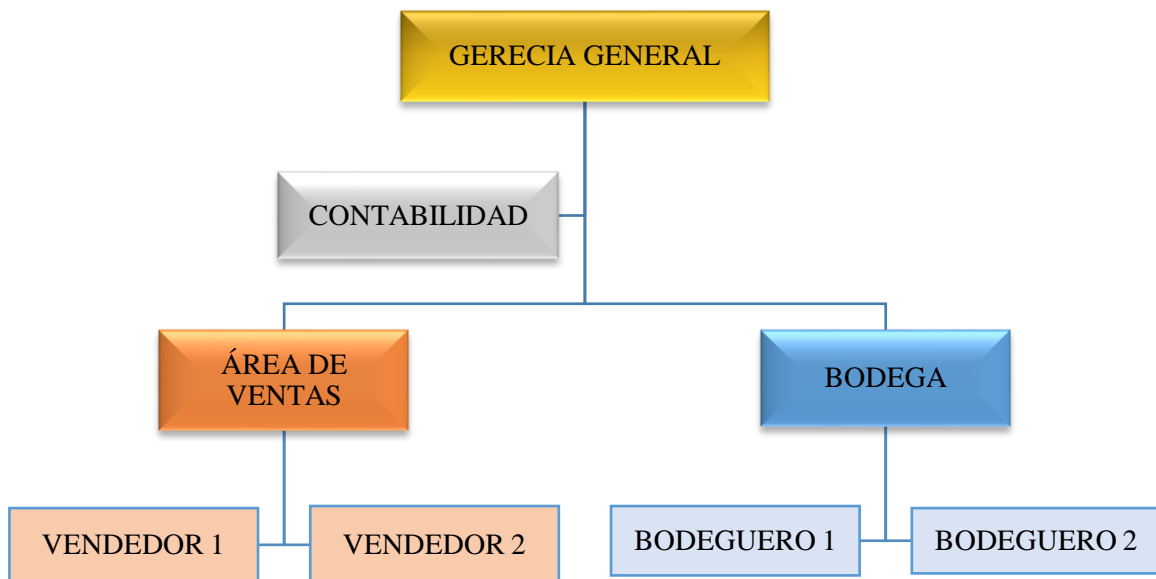 GERECIA GENERAL
CONTABILIDAD
ÁREA DE
VENTAS
BODEGA
VENDEDOR 1
VENDEDOR 2
BODEGUERO 1
BODEGUERO 2